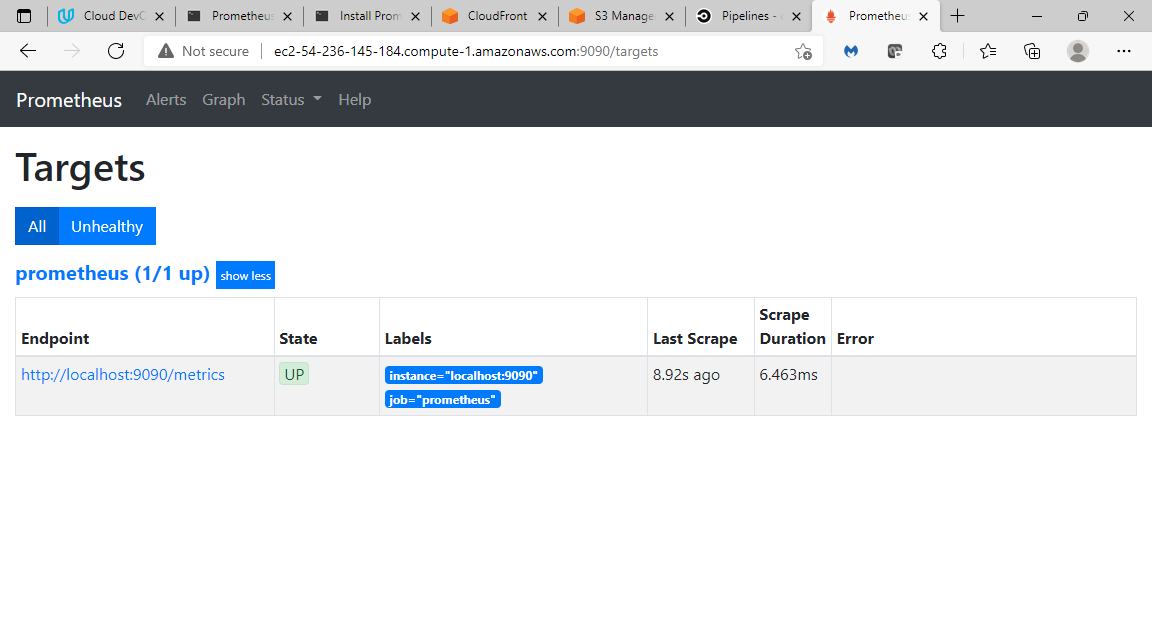 Cloud DevC
Prometheus
Install Prom
CloudFront
S3 Manage
Pipelines -
Prometheus
Not secure ec2-54-236-145-184.compute-1.amazonaws.com:9090/targets
Prometheus Alerts Graph Status Help
Targets
All Unhealthy
prometheus (1/1 up) show less
Endpoint State Labels Last Scrape Scrape Duration Error
http://localhost:9090/metrics UP instance="localhost:9090" 8.92s ago 6.463ms
job="prometheus"